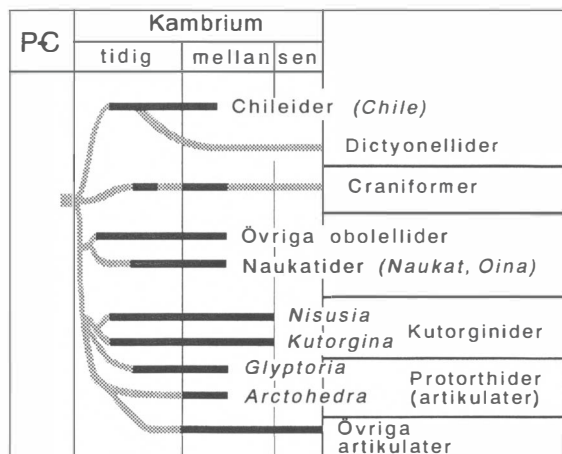 P-Є
Kambrium
tidig
mellan
sen
Chileider (Chile)
Dictyonellider
Craniformer
Övriga obolellider
Naukatider (Naukat, Oina)
Nisusia
Kutorgina
Kutorginider
Glyptoria
Arctohedra
Protorthider
(artikulater)
Övriga
artikulater